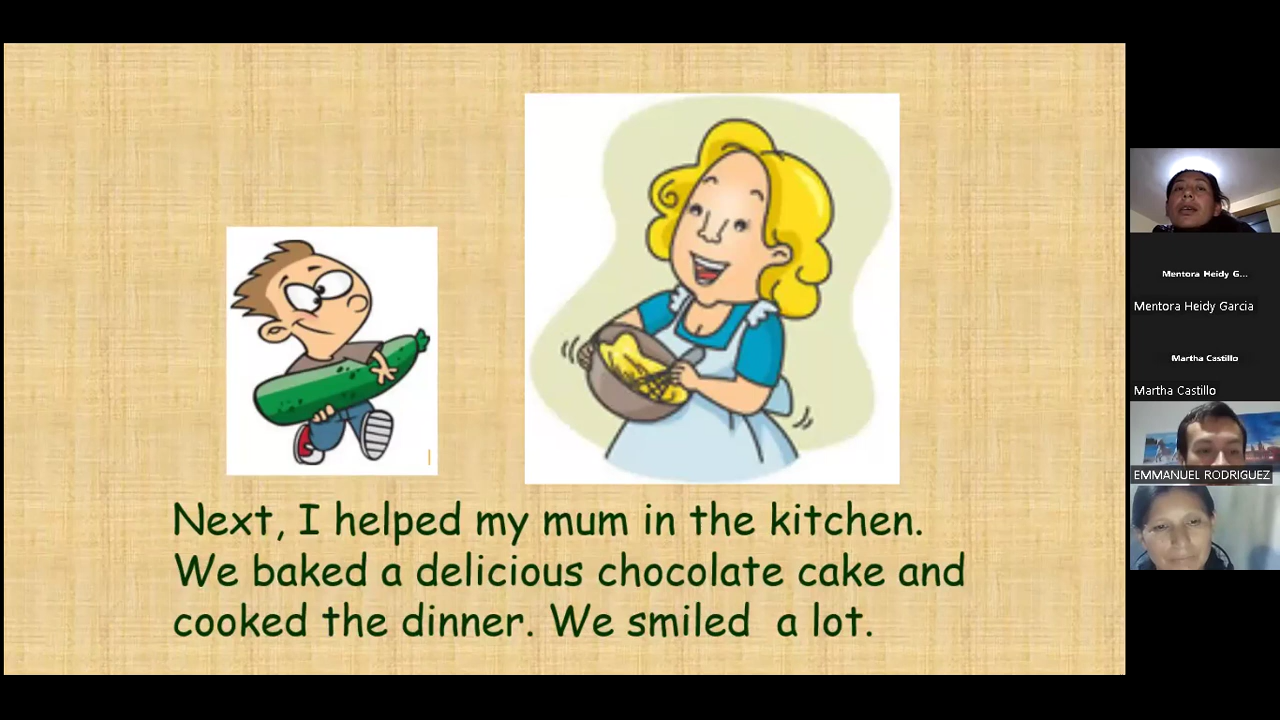 Next, I helped my mum in the kitchen.
We baked a delicious chocolate cake and
cooked the dinner. We smiled  a lot.
Mentora Heidy G...
Mentora Heidy Garcia
Martha Castillo
Martha Castillo
EMMANUEL RODRIGUEZ